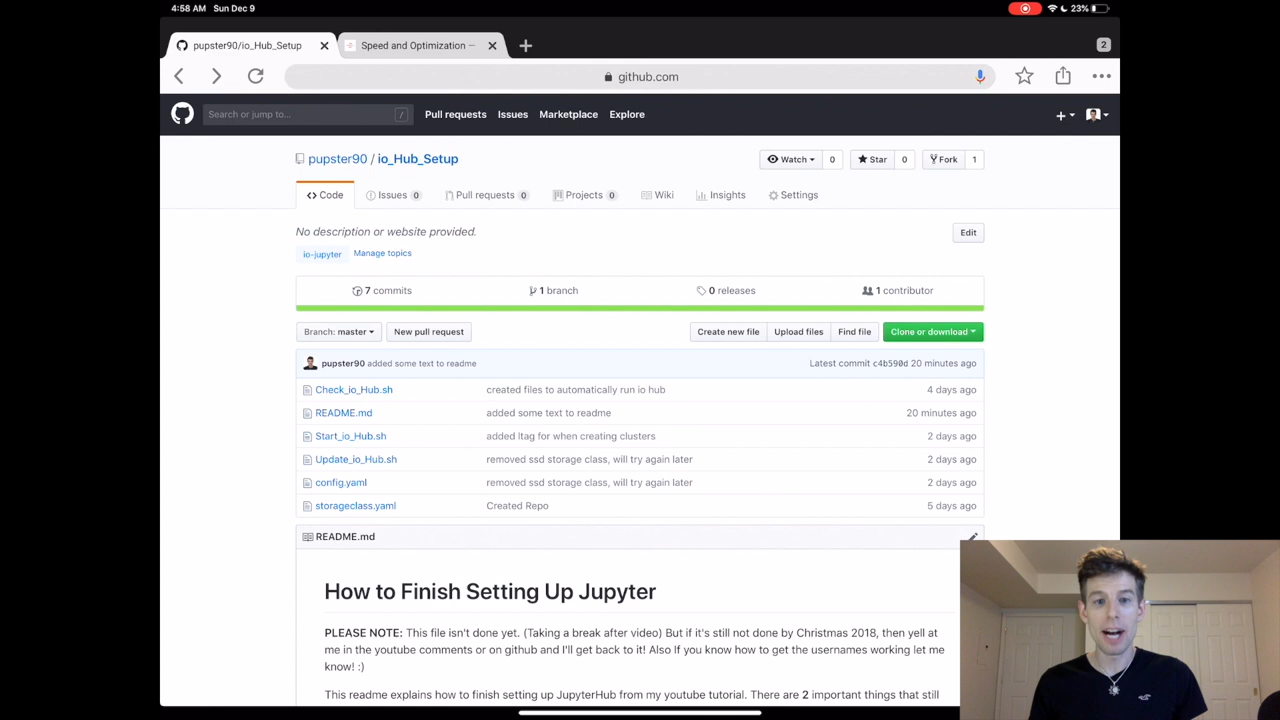 4:58 AM Sun Dec 9 23%
pupster90/io_Hub_Setup Speed and Optimization — 2
github.com
Search or jump to... / Pull requests Issues Marketplace Explore
pupster90 / io_Hub_Setup Watch 0 Star 0 Fork 1
Code Issues 0 Pull requests 0 Projects 0 Wiki Insights Settings
No description or website provided. Edit
io-jupyter Manage topics
7 commits 1 branch 0 releases 1 contributor
Branch: master New pull request Create new file Upload files Find file Clone or download
pupster90 added some text to readme Latest commit c4b590d 20 minutes ago
Check_io_Hub.sh created files to automatically run io hub 4 days ago
README.md added some text to readme 20 minutes ago
Start_io_Hub.sh added ltag for when creating clusters 2 days ago
Update_io_Hub.sh removed ssd storage class, will try again later 2 days ago
config.yaml removed ssd storage class, will try again later 2 days ago
storageclass.yaml Created Repo 5 days ago
README.md
How to Finish Setting Up Jupyter
PLEASE NOTE: This file isn't done yet. (Taking a break after video) But if it's still not done by Christmas 2018, then yell at
me in the youtube comments or on github and I'll get back to it! Also If you know how to get the usernames working let me
know! :)
This readme explains how to finish setting up JupyterHub from my youtube tutorial. There are 2 important things that still